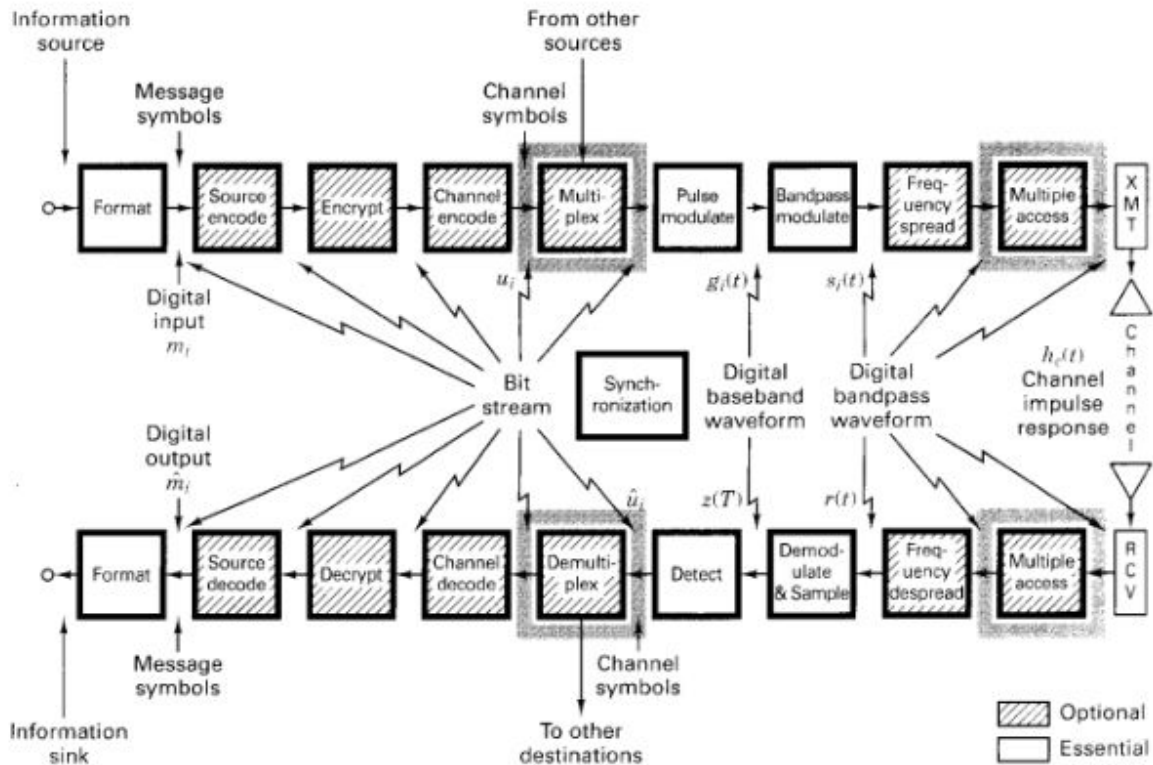 Information
source
From other
sources
Message
symbols
Channel
symbols
Format
Source
encode
Encrypt
Channel
encode
Multi-
plex
Pulse
modulate
Bandpass
modulate
Freq-
uency
spread
Multiple
access
X
M
T
Digital
input
m_i
u_i
g_i(t)
s_i(t)
Bit
stream
Synch-
ronization
Digital
baseband
waveform
Digital
bandpass
waveform
h_c(t)
Channel
impulse
response
C
h
a
n
n
e
l
Digital
output
m̂_i
û_i
z(T)
r(t)
Format
Source
decode
Decrypt
Channel
decode
Demulti-
plex
Detect
Demod-
ulate
& Sample
Freq-
uency
despread
Multiple
access
R
C
V
Message
symbols
Channel
symbols
Information
sink
To other
destinations
Optional
Essential